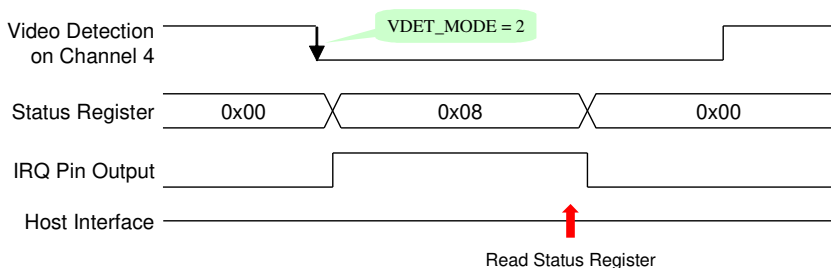 Video Detection
on Channel 4
VDET_MODE = 2
Status Register
0x00
0x08
0x00
IRQ Pin Output
Host Interface
Read Status Register